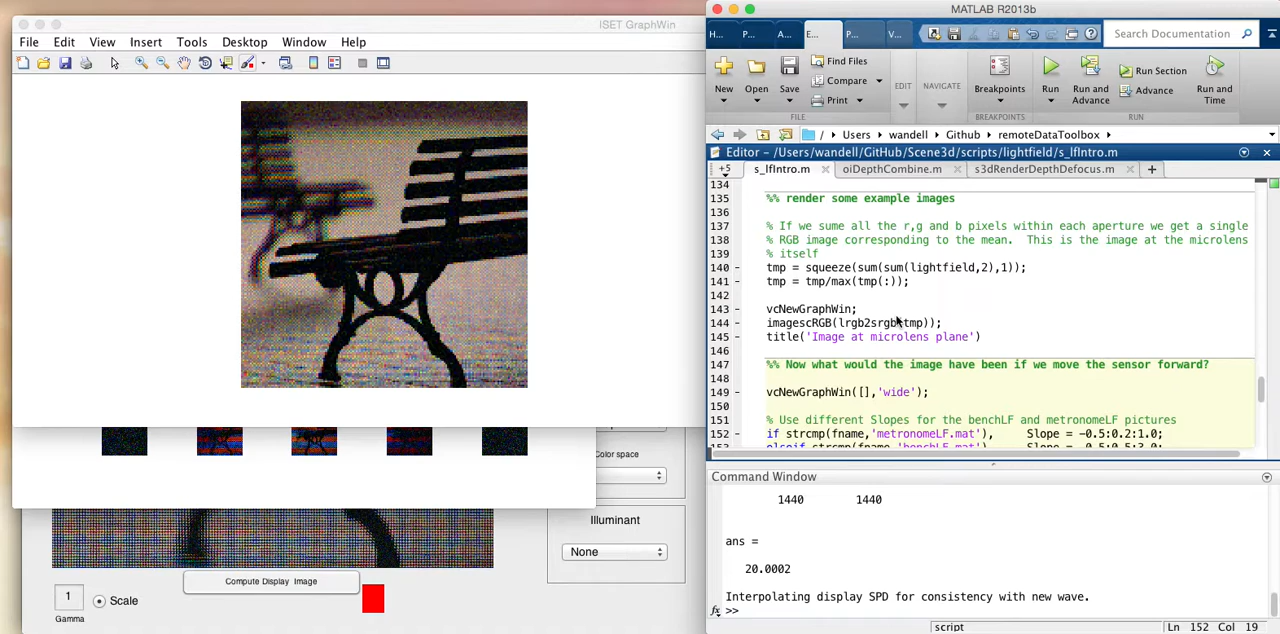 ISET GraphWin
File Edit View Insert Tools Desktop Window Help
Color space
Illuminant
None
Compute Display Image
1
Scale
Gamma
MATLAB R2013b
H... P... A... E... P... V...
Search Documentation
New
Open
Save
Find Files
Compare
Print
FILE
EDIT
NAVIGATE
Breakpoints
BREAKPOINTS
Run
Run and
Advance
Run Section
Advance
Run and
Time
RUN
/ Users wandell Github remoteDataToolbox
Editor – /Users/wandell/GitHub/Scene3d/scripts/lightfield/s_lfIntro.m
+5 s_lfIntro.m oiDepthCombine.m s3dRenderDepthDefocus.m
134
135 %% render some example images
136
137 % If we sume all the r,g and b pixels within each aperture we get a single
138 % RGB image corresponding to the mean. This is the image at the microlens
139 % itself
140 – tmp = squeeze(sum(sum(lightfield,2),1));
141 – tmp = tmp/max(tmp(:));
142
143 – vcNewGraphWin;
144 – imagescRGB(lrgb2srgb(tmp));
145 – title('Image at microlens plane')
146
147 %% Now what would the image have been if we move the sensor forward?
148
149 – vcNewGraphWin([],'wide');
150
151 % Use different Slopes for the benchLF and metronomeLF pictures
152 – if strcmp(fname,'metronomeLF.mat'), Slope = -0.5:0.2:1.0;
Command Window
1440 1440
ans =
20.0002
Interpolating display SPD for consistency with new wave.
fx >>
script
Ln 152 Col 19